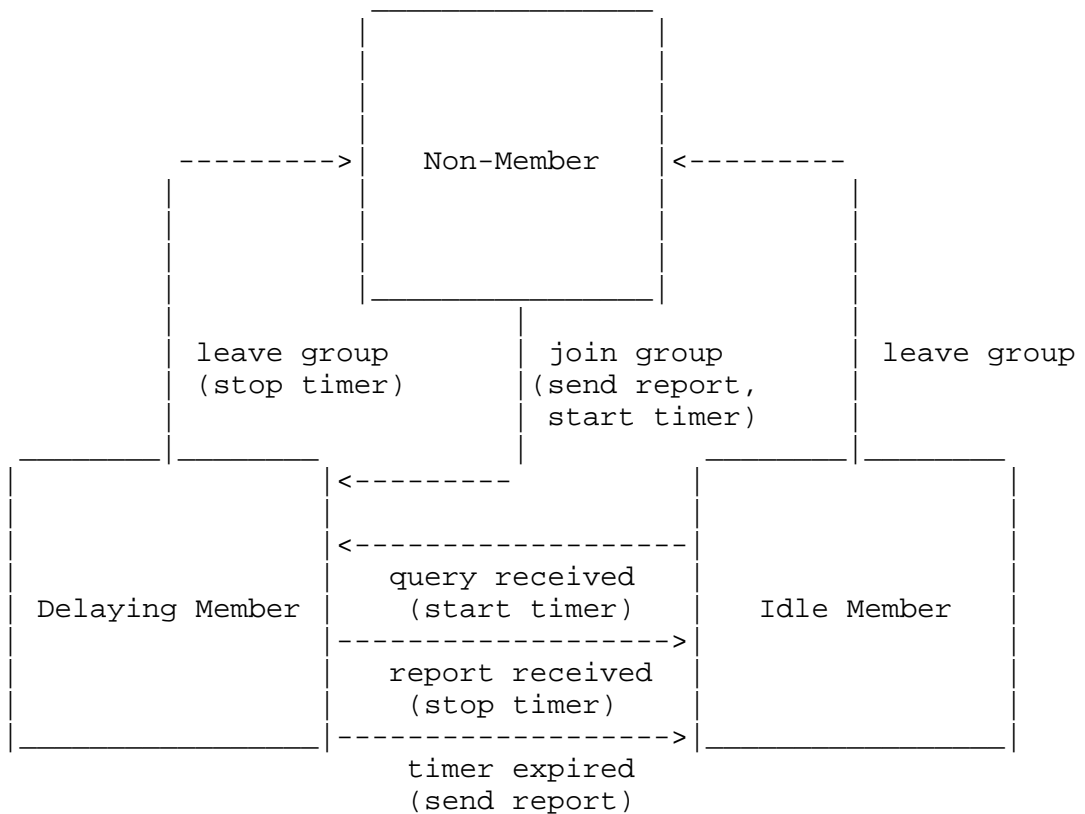 Non-Member
leave group
(stop timer)
join group
(send report,
start timer)
leave group
query received
(start timer)
Delaying Member
Idle Member
report received
(stop timer)
timer expired
(send report)